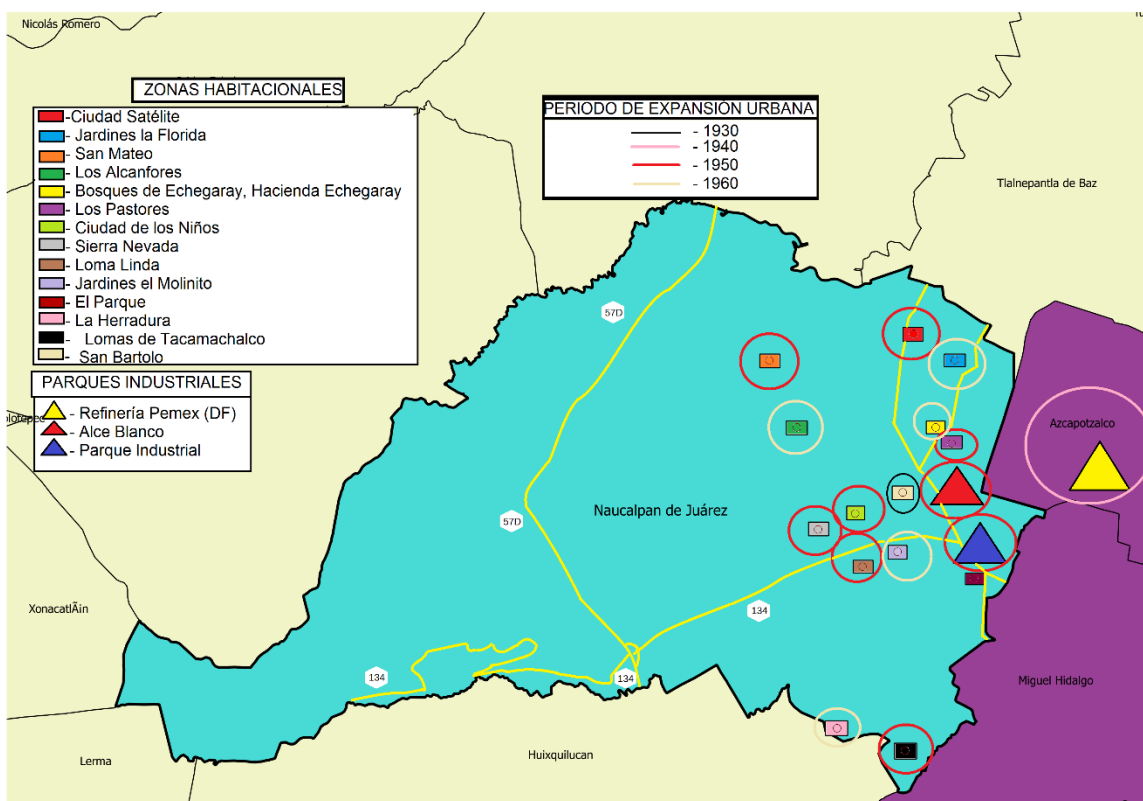 Nicolás Romero
ZONAS HABITACIONALES
-Ciudad Satélite
- Jardines la Florida
- San Mateo
- Los Alcanfores
- Bosques de Echegaray, Hacienda Echegaray
- Los Pastores
- Ciudad de los Niños
- Sierra Nevada
- Loma Linda
- Jardines el Molinito
- El Parque
- La Herradura
- Lomas de Tacamachalco
- San Bartolo
PERIODO DE EXPANSIÓN URBANA
- 1930
- 1940
- 1950
- 1960
Tlalnepantla de Baz
57D
PARQUES INDUSTRIALES
- Refinería Pemex (DF)
- Alce Blanco
- Parque Industrial
Azcapotzalco
Naucalpan de Juárez
57D
XonacatlÃin
134
134
134
Miguel Hidalgo
Lerma
Huixquilucan